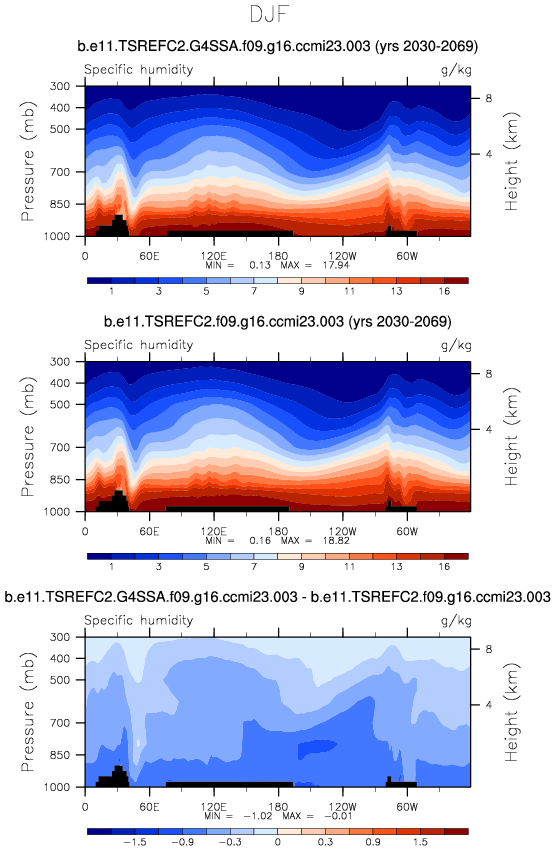 DJF
b.e11.TSREFC2.G4SSA.f09.g16.ccmi23.003 (yrs 2030-2069)
Specific humidity g/kg
Pressure (mb)
Height (km)
300
400
500
700
850
1000
8
4
0 60E 120E 180 120W 60W
MIN = 0.13 MAX = 17.94
1 3 5 7 9 11 13 16
b.e11.TSREFC2.f09.g16.ccmi23.003 (yrs 2030-2069)
Specific humidity g/kg
Pressure (mb)
Height (km)
300
400
500
700
850
1000
8
4
0 60E 120E 180 120W 60W
MIN = 0.16 MAX = 18.82
1 3 5 7 9 11 13 16
b.e11.TSREFC2.G4SSA.f09.g16.ccmi23.003 - b.e11.TSREFC2.f09.g16.ccmi23.003
Specific humidity g/kg
Pressure (mb)
Height (km)
300
400
500
700
850
1000
8
4
0 60E 120E 180 120W 60W
MIN = −1.02 MAX = −0.01
−1.5 −0.9 −0.3 0 0.3 0.9 1.5